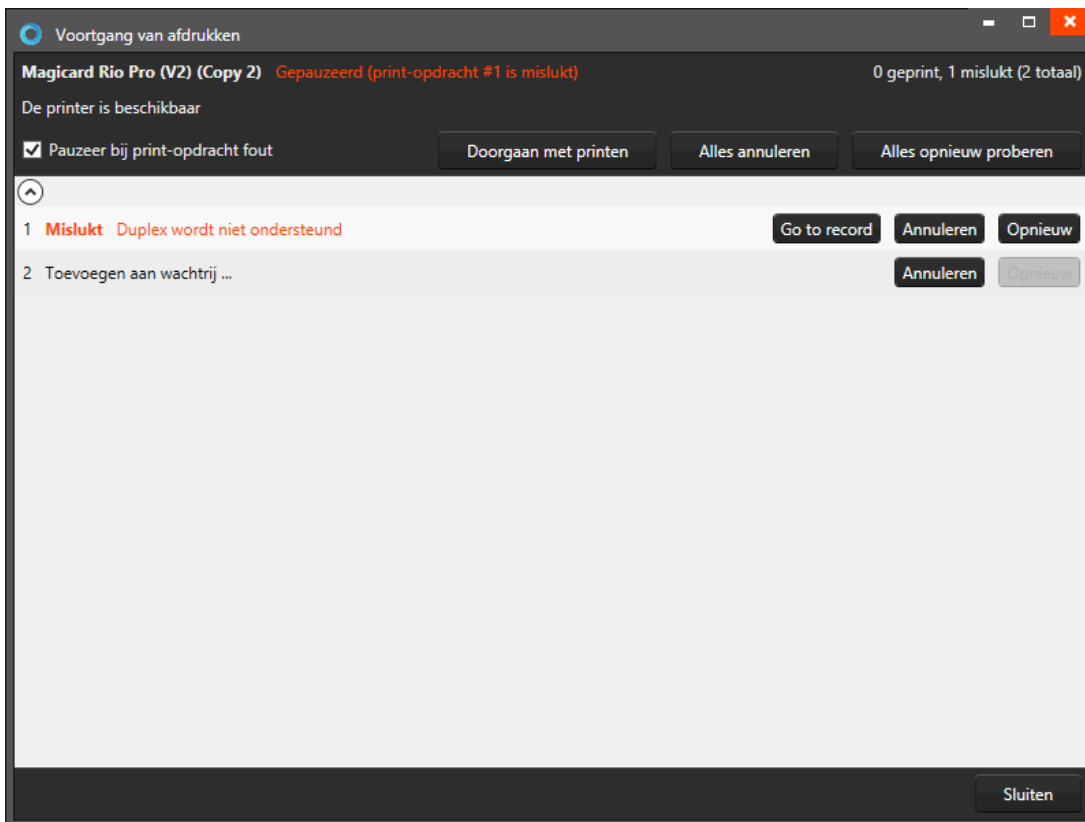 Voortgang van afdrukken
Magicard Rio Pro (V2) (Copy 2) Gepauzeerd (print-opdracht #1 is mislukt) 0 geprint, 1 mislukt (2 totaal)
De printer is beschikbaar
Pauzeer bij print-opdracht fout Doorgaan met printen Alles annuleren Alles opnieuw proberen
1 Mislukt Duplex wordt niet ondersteund Go to record Annuleren Opnieuw
2 Toevoegen aan wachtrij ... Annuleren Opnieuw
Sluiten